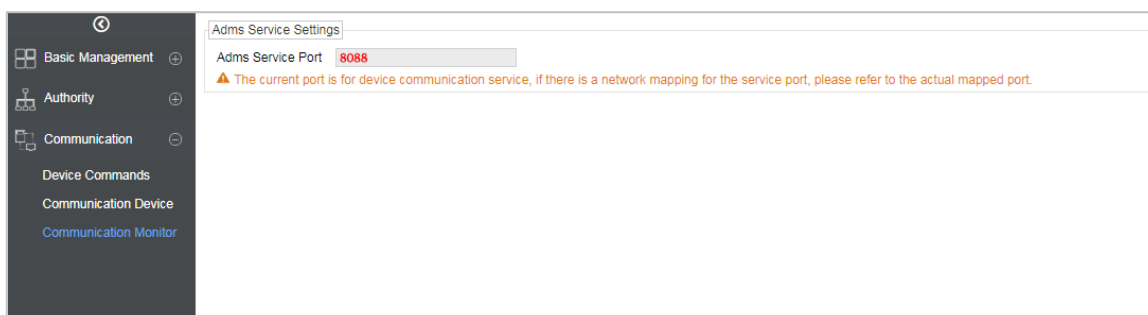 Basic Management
Authority
Communication
Device Commands
Communication Device
Communication Monitor
Adms Service Settings
Adms Service Port 8088
The current port is for device communication service, if there is a network mapping for the service port, please refer to the actual mapped port.